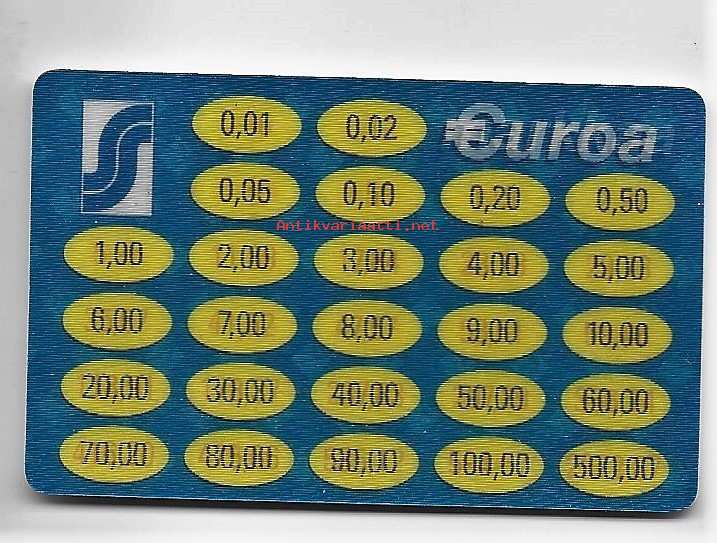 0,01 0,02 €uroa
0,05 0,10 0,20 0,50
Antikvariaatti.net
1,00 2,00 3,00 4,00 5,00
6,00 7,00 8,00 9,00 10,00
20,00 30,00 40,00 50,00 60,00
70,00 80,00 90,00 100,00 500,00